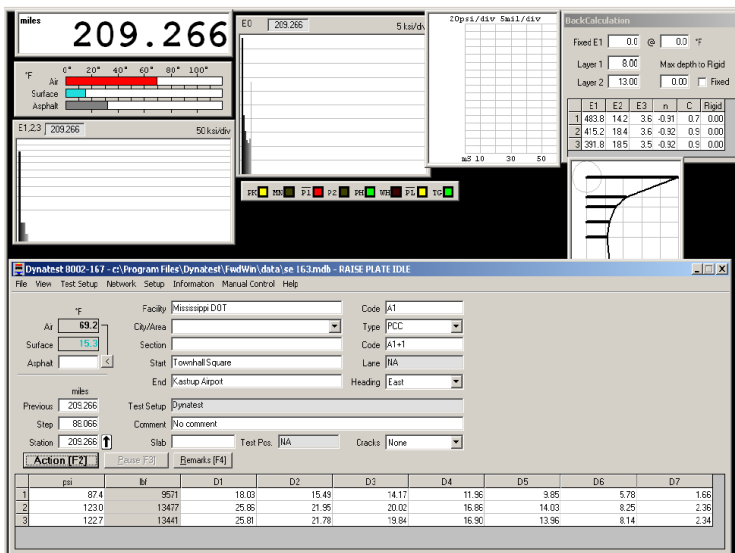 miles
209.266
°F 0° 20° 40° 60° 80° 100°
Air
Surface
Asphalt
E1,2,3 209.266 50 ksi/div
E0 209.266 5 ksi/div
20psi/div 5mil/div
mS 10 30 50
PK MN P1 P2 PH WH PL TG
BackCalculation
Fixed E1 0.0 @ 0.0 °F
Layer 1 8.00 Max depth to Rigid
Layer 2 13.00 0.00 Fixed
E1 E2 E3 n C Rigid
1 483.8 14.2 3.6 -0.91 0.7 0.00
2 415.2 18.4 3.6 -0.92 0.9 0.00
3 391.8 18.5 3.5 -0.92 0.9 0.00
Dynatest 8002-167 - c:\Program Files\Dynatest\FwdWin\data\se 163.mdb - RAISE PLATE IDLE
File View Test Setup Network Setup Information Manual Control Help
°F
Air 69.2
Surface 15.3
Asphalt <
Facility Mississippi DOT Code A1
City/Area Type PCC
Section Code A1+1
Start Townhall Square Lane NA
End Kastup Airport Heading East
miles
Previous 209.266
Step 88.066
Station 209.266
Test Setup Dynatest
Comment No comment
Slab Test Pos. NA Cracks None
Action [F2] Pause F3] Remarks [F4]
psi lbf D1 D2 D3 D4 D5 D6 D7
1 87.4 9571 18.03 15.49 14.17 11.96 9.85 5.78 1.66
2 123.0 13477 25.86 21.95 20.02 16.86 14.03 8.25 2.36
3 122.7 13441 25.81 21.78 19.84 16.90 13.96 8.14 2.34